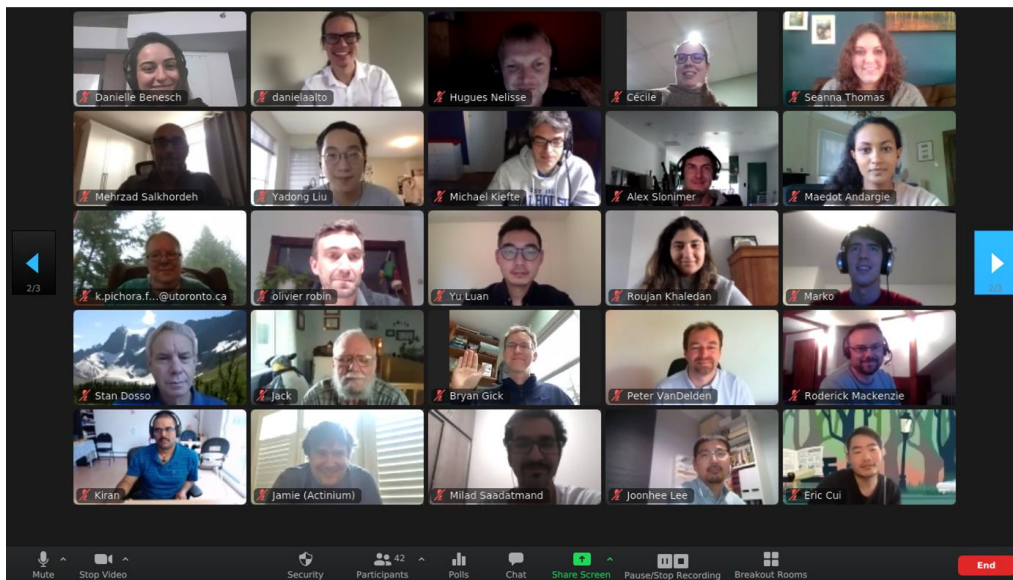 Danielle Benesch
danielaalto
Hugues Nelisse
Cécile
Seanna Thomas
Mehrzad Salkhordeh
Yadong Liu
Michael Kiefte
Alex Slonimer
Maedot Andargie
2/3
k.pichora.f...@utoronto.ca
olivier robin
Yu Luan
Roujan Khaledan
Marko
2/3
Stan Dosso
Jack
Bryan Gick
Peter VanDelden
Roderick Mackenzie
Kiran
Jamie (Actinium)
Milad Saadatmand
Joonhee Lee
Eric Cui
42
Mute
Stop Video
Security
Participants
Polls
Chat
Share Screen
Pause/Stop Recording
Breakout Rooms
End